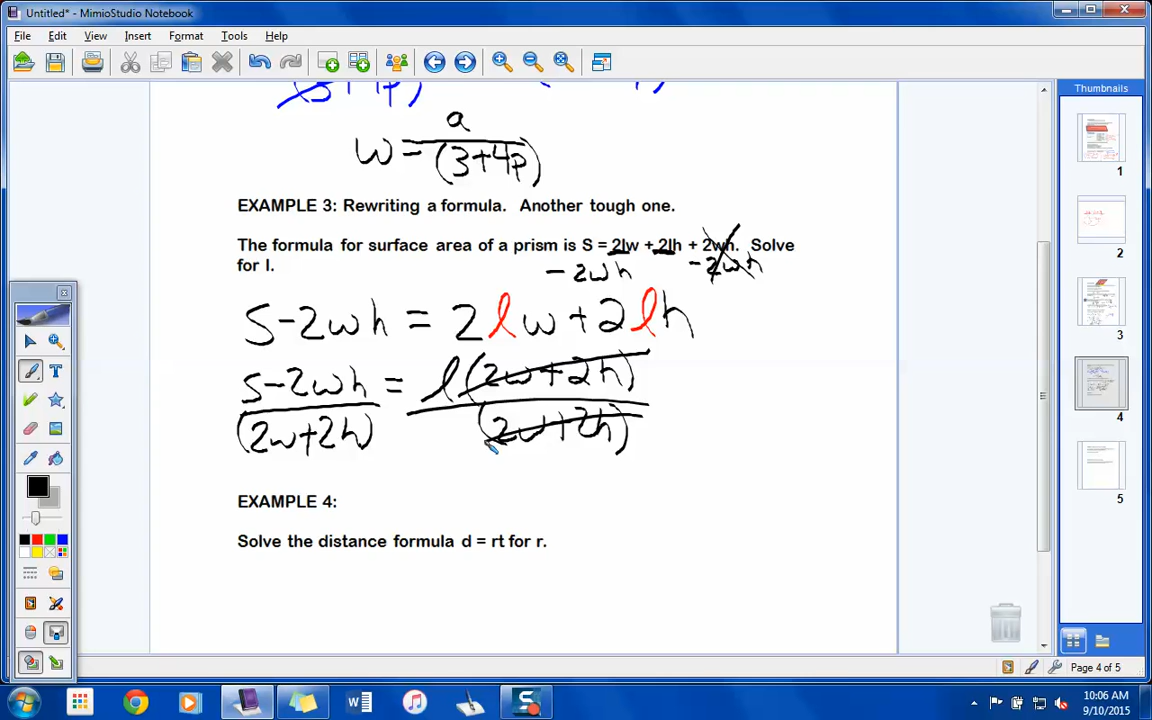 Untitled* - MimioStudio Notebook
File Edit View Insert Format Tools Help
Thumbnails
w = a
(3+4p)
EXAMPLE 3: Rewriting a formula. Another tough one.
The formula for surface area of a prism is S = 2lw + 2lh + 2wh. Solve
for l.
- 2wh - 2wh
S-2wh = 2lw + 2lh
S-2wh = l(2w+2h)
(2w+2h) (2w+2h)
EXAMPLE 4:
Solve the distance formula d = rt for r.
1
2
3
4
5
T
Page 4 of 5
W
S
10:06 AM
9/10/2015